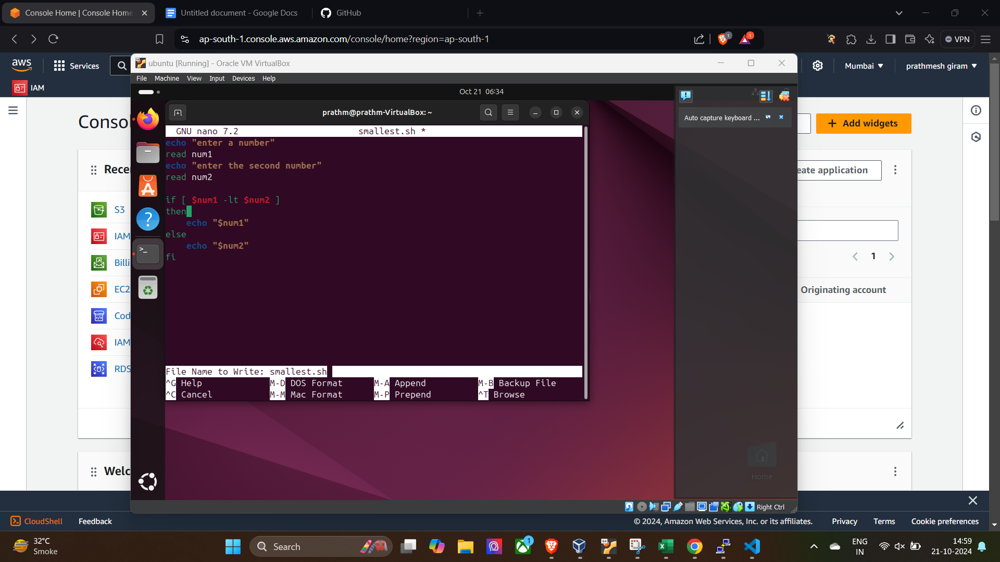 Console Home | Console Home
Untitled document - Google Docs
GitHub
ap-south-1.console.aws.amazon.com/console/home?region=ap-south-1
1
1
VPN
aws
Services
Mumbai
prathmesh giram
IAM
ubuntu [Running] - Oracle VM VirtualBox
File Machine View Input Devices Help
Oct 21 06:34
prathm@prathm-VirtualBox: ~
Auto capture keyboard ...
GNU nano 7.2 smallest.sh *
echo "enter a number"
read num1
echo "enter the second number"
read num2
if [ $num1 -lt $num2 ]
then
echo "$num1"
else
echo "$num2"
fi
File Name to Write: smallest.sh
^G Help M-D DOS Format M-A Append M-B Backup File
^C Cancel M-M Mac Format M-P Prepend ^T Browse
Home
Right Ctrl
Add widgets
eate application
1
Originating account
S3
IAM
EC2
IAM
RDS
CloudShell
Feedback
© 2024, Amazon Web Services, Inc. or its affiliates.
Privacy
Terms
Cookie preferences
32°C
Smoke
Search
1
64
ENG
IN
14:59
21-10-2024